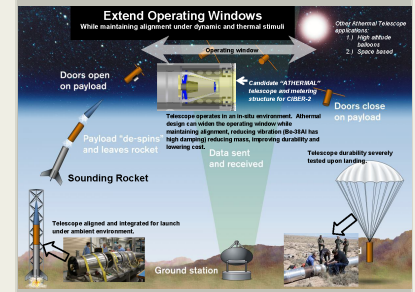 Extend Operating Windows
While maintaining alignment under dynamic and thermal stimuli
Other Athermal Telescope
applications:
1.) High altitude
balloons
2.) Space based
Operating window
Doors open
on payload
Candidate "ATHERMAL"
telescope and metering
structure for CIBER-2
Doors close
on payload
Telescope operates in an in-situ environment. Athermal
design can widen the operating window while
maintaining alignment, reducing vibration (Be-38Al has
high damping) reducing mass, improving durability and
lowering cost.
Payload "de-spins"
and leaves rocket
Data sent
and received
Telescope durability severely
tested upon landing.
Sounding Rocket
Telescope aligned and integrated for launch
under ambient environment.
Ground station